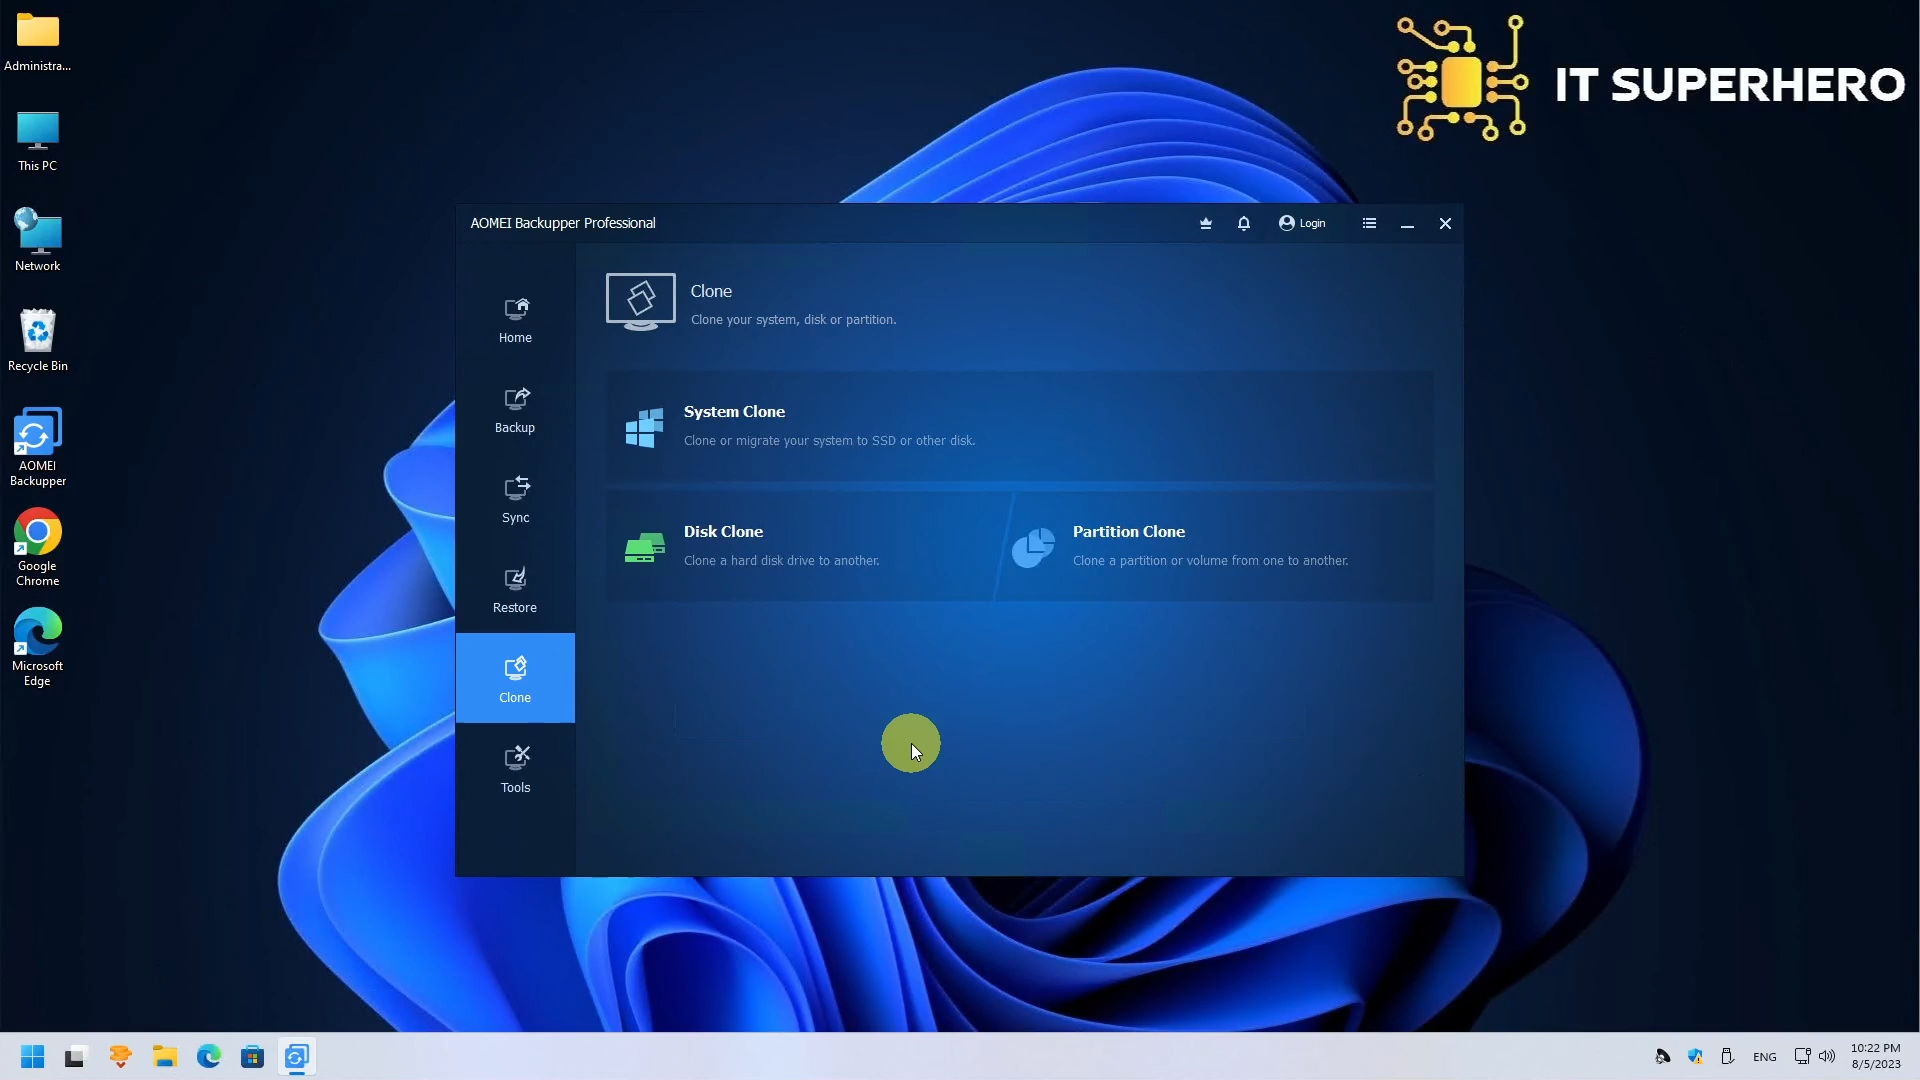 Administra...
This PC
Network
Recycle Bin
AOMEI
Backupper
Google
Chrome
Microsoft
Edge
IT SUPERHERO
AOMEI Backupper Professional
Login
Home
Backup
Sync
Restore
Clone
Tools
Clone
Clone your system, disk or partition.
System Clone
Clone or migrate your system to SSD or other disk.
Disk Clone
Clone a hard disk drive to another.
Partition Clone
Clone a partition or volume from one to another.
ENG
10:22 PM
8/5/2023